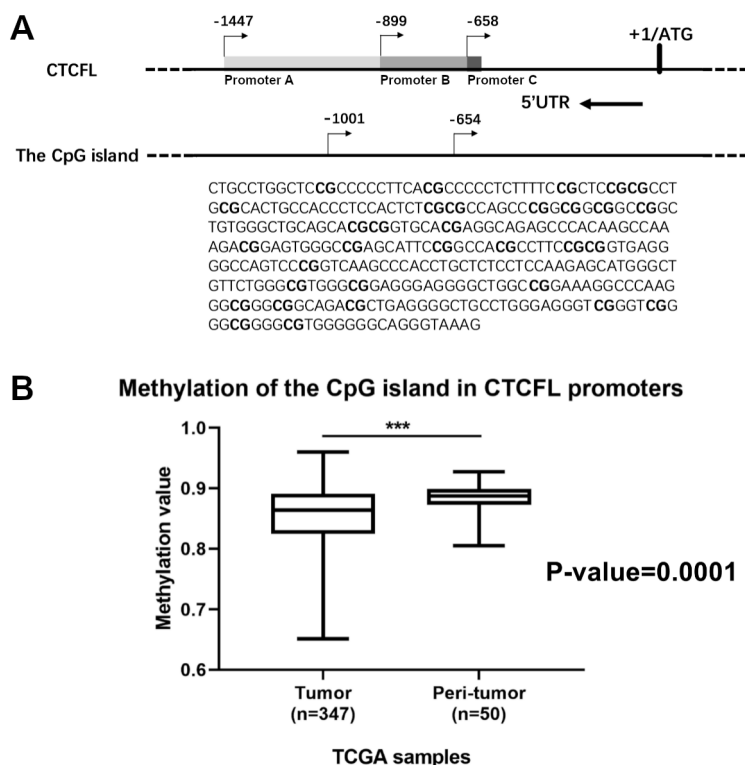 A
-1447
-899
-658
+1/ATG
CTCFL
Promoter A
Promoter B
Promoter C
5'UTR
-1001
-654
The CpG island
CTGCCTGGCTCCGCCCCCTTCACGCCCCCTCTTTTCCGCTCCGCGCCT
GCGCACTGCCACCCTCCACTCTCGCGCCAGCCCGGCGGCGGCCGGC
TGTGGGCTGCAGCACGCGGTGCACGAGGCAGAGCCCACAAGCCAA
AGACGGAGTGGGCCGAGCATTCCGGCCACGCCTTCCGCGGTGAGG
GGCCAGTCCCGGTCAAGCCCACCTGCTCTCCTCCAAGAGCATGGGCT
GTTCTGGGCGTGGGCGGAGGGAGGGGCTGGCCGGAAAGGCCCAAG
GGCGGGCGGCAGACGCTGAGGGGCTGCCTGGGAGGGTCGGGTCGG
GGCGGGGCGTGGGGGGCAGGGTAAAG
B
Methylation of the CpG island in CTCFL promoters
***
Methylation value
1.0
0.9
0.8
0.7
0.6
P-value=0.0001
Tumor
(n=347)
Peri-tumor
(n=50)
TCGA samples